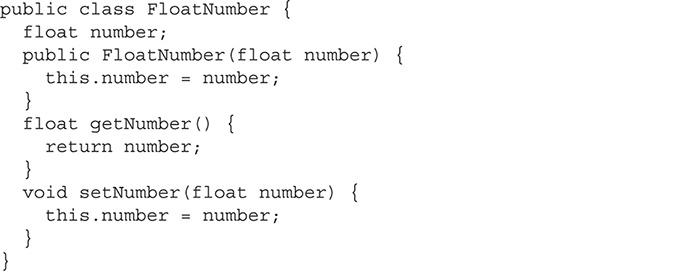 public class FloatNumber {
  float number;
  public FloatNumber(float number) {
    this.number = number;
  }
  float getNumber() {
    return number;
  }
  void setNumber(float number) {
    this.number = number;
  }
}